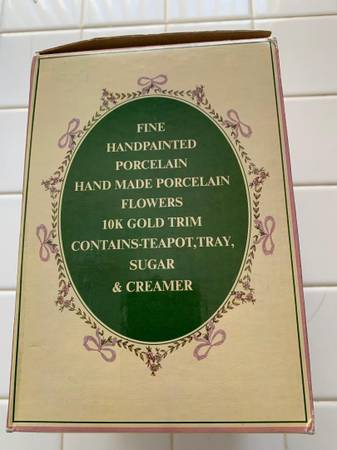 FINE
HANDPAINTED
PORCELAIN
HAND MADE PORCELAIN
FLOWERS
10K GOLD TRIM
CONTAINS-TEAPOT,TRAY,
SUGAR
& CREAMER